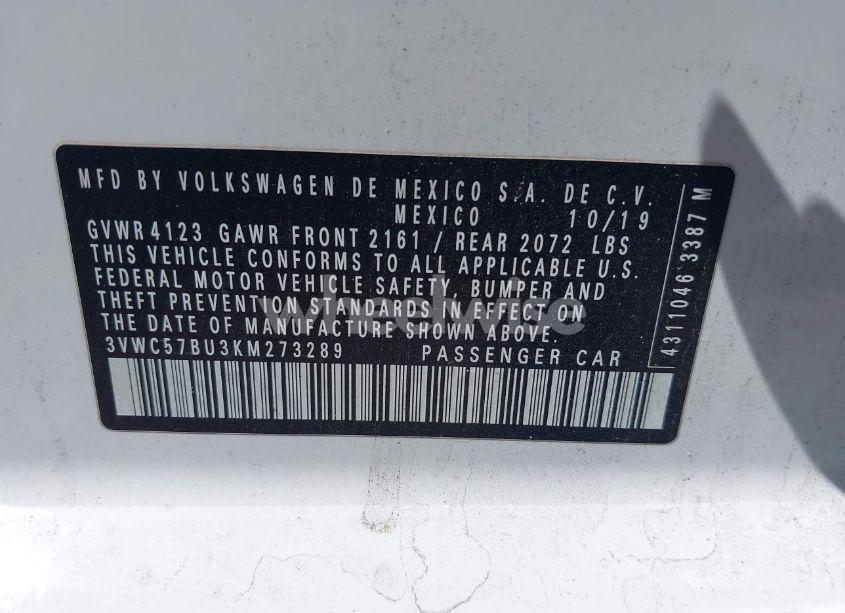 MFD BY VOLKSWAGEN DE MEXICO S.A. DE C.V.
MEXICO 10/19
GVWR 4123 GAWR FRONT 2161 / REAR 2072 LBS
THIS VEHICLE CONFORMS TO ALL APPLICABLE U.S.
FEDERAL MOTOR VEHICLE SAFETY, BUMPER AND
THEFT PREVENTION STANDARDS IN EFFECT ON
THE DATE OF MANUFACTURE SHOWN ABOVE.
3VWC57BU3KM273289 PASSENGER CAR
4311046 3387 M